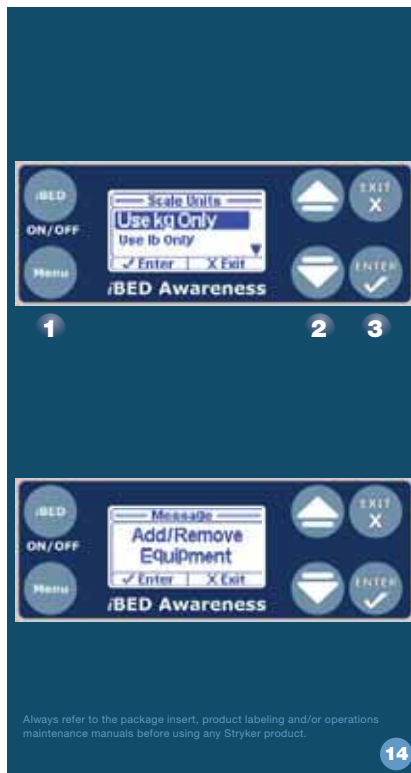 iBED
Scale Units
EXIT
X
Use kg Only
ON/OFF
Use lb Only
Menu
✓ Enter | X Exit
ENTER
✓
iBED Awareness
1
2
3
iBED
Message
EXIT
X
Add/Remove
ON/OFF
Equipment
Menu
✓ Enter | X Exit
ENTER
✓
iBED Awareness
Always refer to the package insert, product labeling and/or operations
maintenance manuals before using any Stryker product.
14